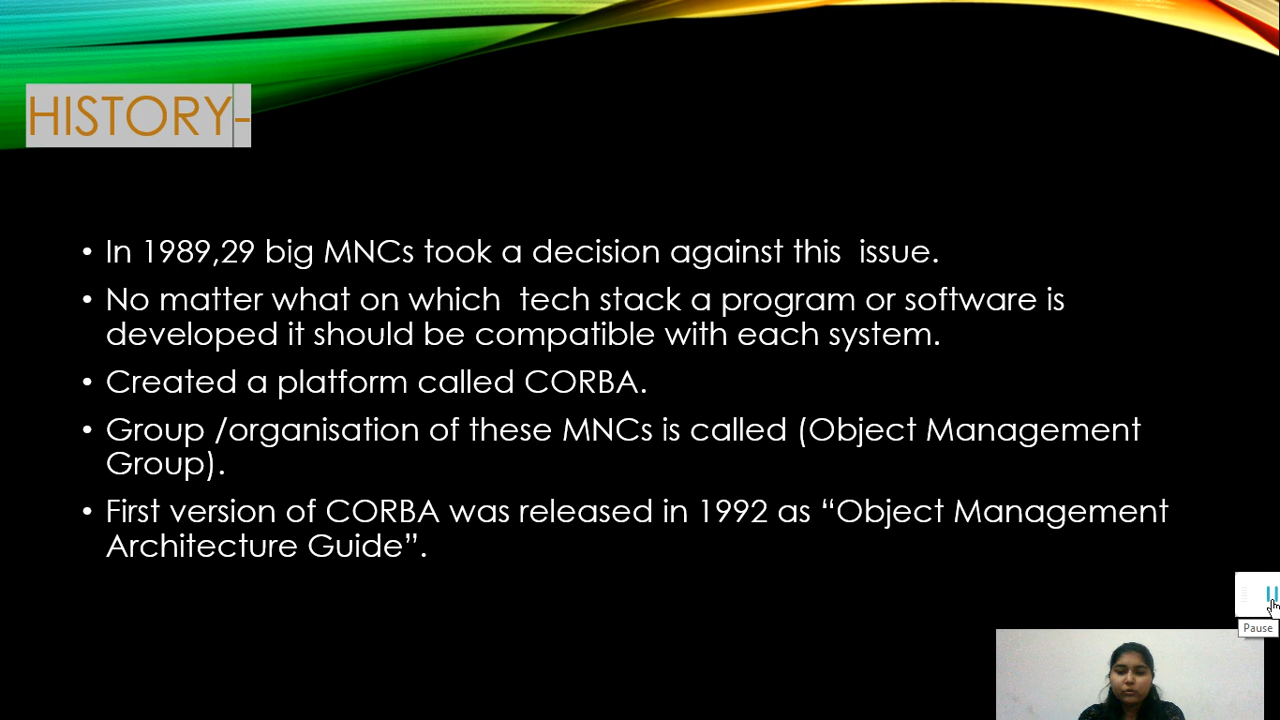 HISTORY-
• In 1989,29 big MNCs took a decision against this  issue.
• No matter what on which  tech stack a program or software is
developed it should be compatible with each system.
• Created a platform called CORBA.
• Group /organisation of these MNCs is called (Object Management
Group).
• First version of CORBA was released in 1992 as “Object Management
Architecture Guide”.
Pause